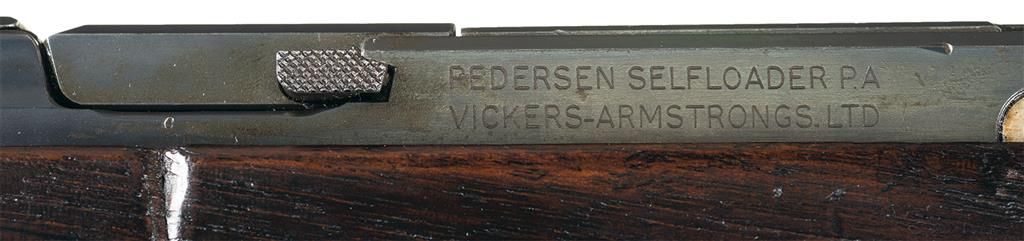 PEDERSEN SELFLOADER P.A
VICKERS-ARMSTRONGS.LTD